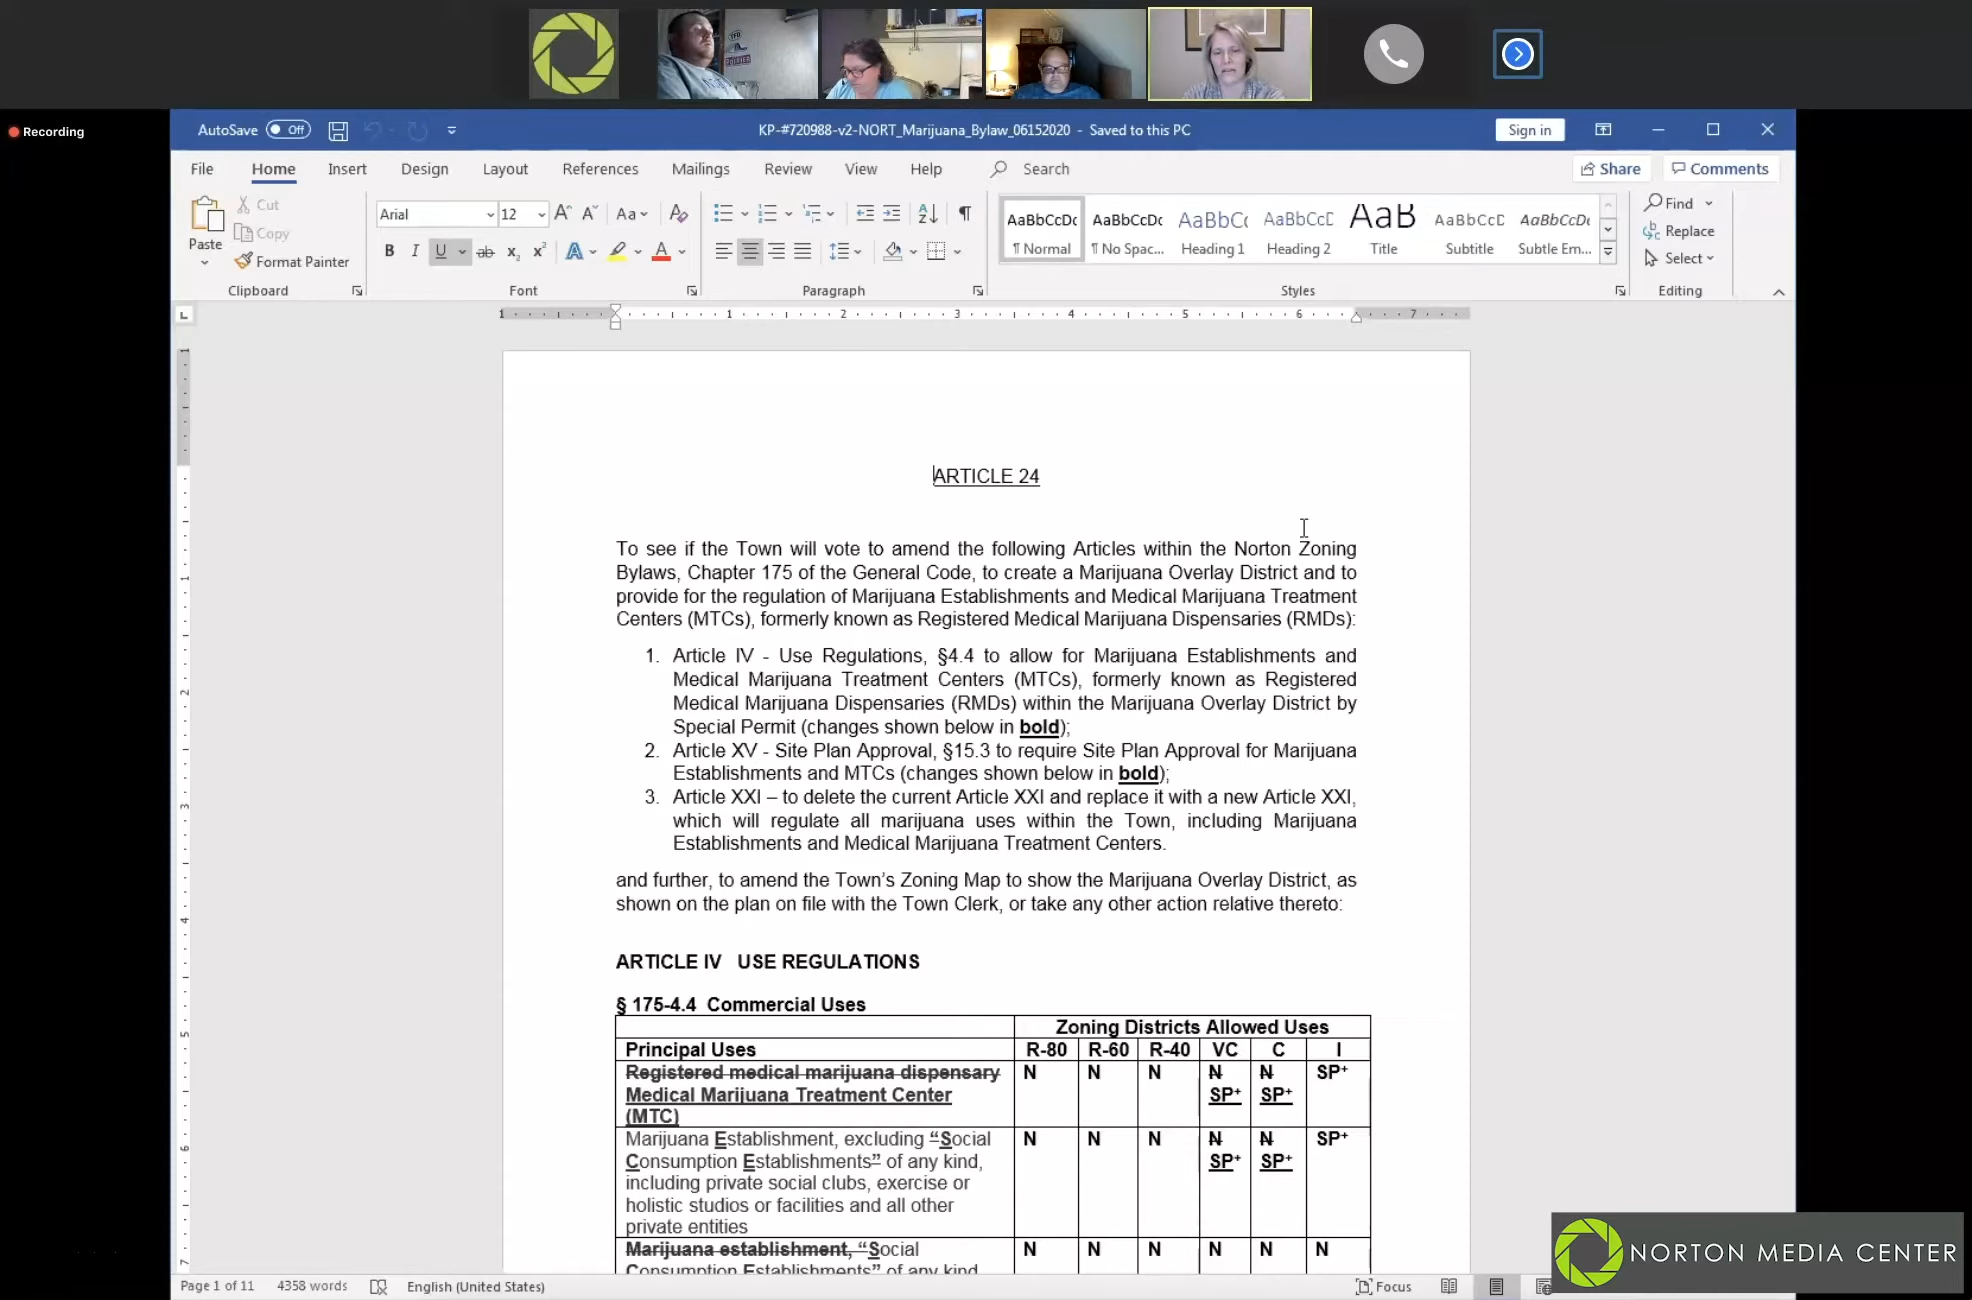 Recording
AutoSave Off
KP-#720988-v2-NORT_Marijuana_Bylaw_06152020 - Saved to this PC
Sign in
File Home Insert Design Layout References Mailings Review View Help Search
Share Comments
Paste
Cut
Copy
Format Painter
Clipboard
Arial 12
Font
Paragraph
AaBbCcDc AaBbCcDc AaBbCc AaBbCcD AaB AaBbCcD AaBbCcDc
¶ Normal ¶ No Spac... Heading 1 Heading 2 Title Subtitle Subtle Em...
Styles
Find
Replace
Select
Editing
1 1 2 3 4 5 6 7
ARTICLE 24
To see if the Town will vote to amend the following Articles within the Norton Zoning
Bylaws, Chapter 175 of the General Code, to create a Marijuana Overlay District and to
provide for the regulation of Marijuana Establishments and Medical Marijuana Treatment
Centers (MTCs), formerly known as Registered Medical Marijuana Dispensaries (RMDs):
1. Article IV - Use Regulations, §4.4 to allow for Marijuana Establishments and
Medical Marijuana Treatment Centers (MTCs), formerly known as Registered
Medical Marijuana Dispensaries (RMDs) within the Marijuana Overlay District by
Special Permit (changes shown below in bold);
2. Article XV - Site Plan Approval, §15.3 to require Site Plan Approval for Marijuana
Establishments and MTCs (changes shown below in bold);
3. Article XXI – to delete the current Article XXI and replace it with a new Article XXI,
which will regulate all marijuana uses within the Town, including Marijuana
Establishments and Medical Marijuana Treatment Centers.
and further, to amend the Town's Zoning Map to show the Marijuana Overlay District, as
shown on the plan on file with the Town Clerk, or take any other action relative thereto:
ARTICLE IV USE REGULATIONS
§ 175-4.4 Commercial Uses
Zoning Districts Allowed Uses
Principal Uses R-80 R-60 R-40 VC C I
Registered medical marijuana dispensary N N N N N SP+
Medical Marijuana Treatment Center SP+ SP+
(MTC)
Marijuana Establishment, excluding “Social N N N N N SP+
Consumption Establishments” of any kind, SP+ SP+
including private social clubs, exercise or
holistic studios or facilities and all other
private entities
Marijuana establishment, “Social N N N N N N
Consumption Establishments” of any kind
Page 1 of 11 4358 words English (United States)
Focus
NORTON MEDIA CENTER